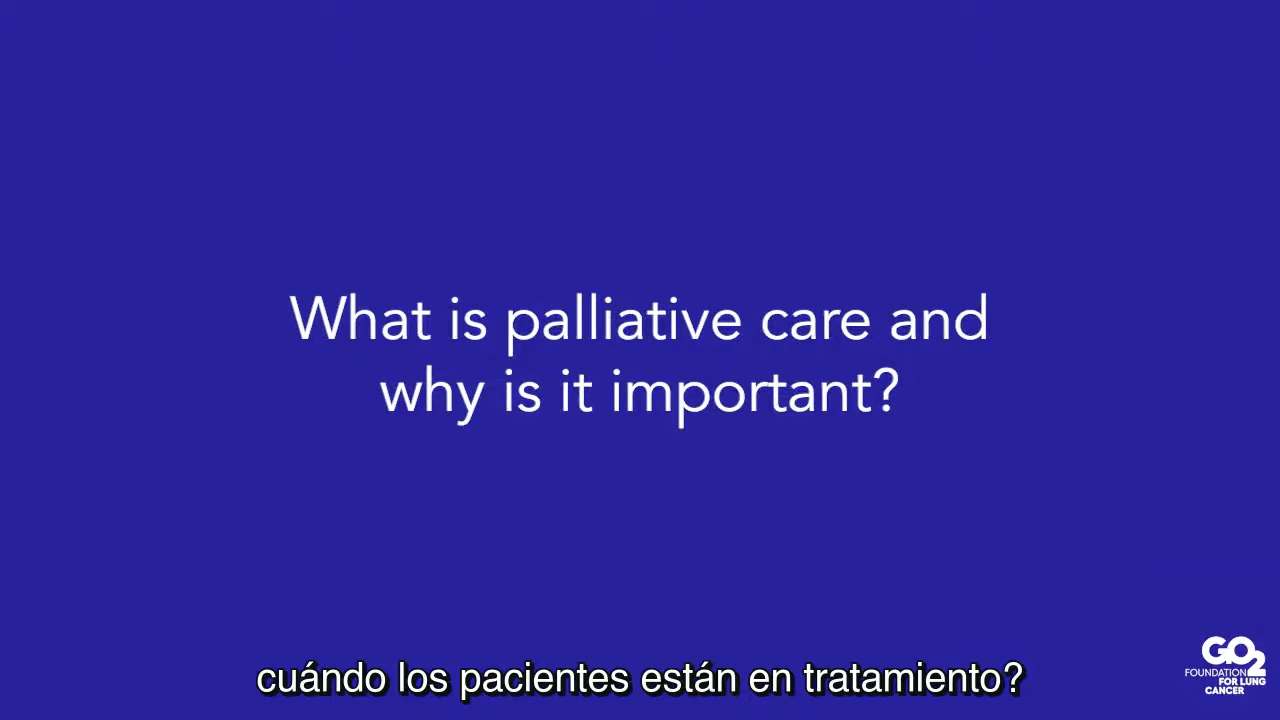 What is palliative care and
why is it important?
cuándo los pacientes están en tratamiento?
GO2
FOUNDATION
FOR LUNG
CANCER